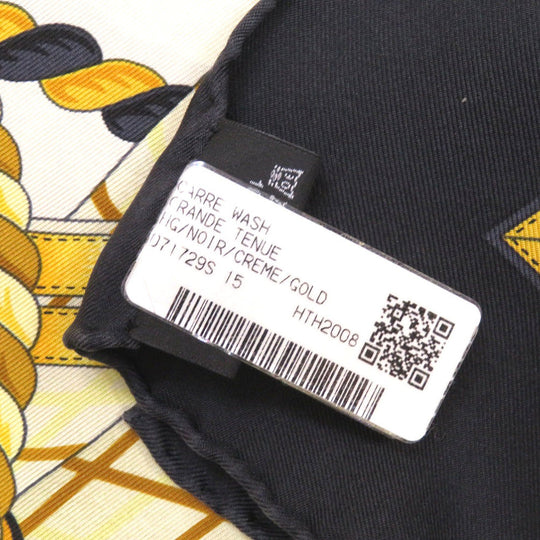 CARRE WASH
GRANDE TENUE
HG/NOIR/CREME/GOLD
071729S 15
HTH2008